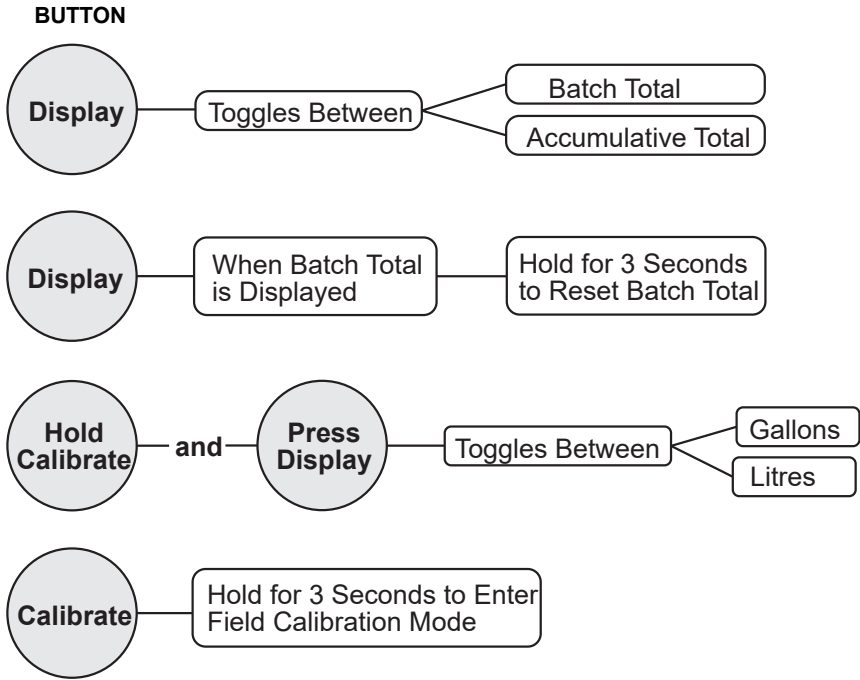 BUTTON
Display
Toggles Between
Batch Total
Accumulative Total
Display
When Batch Total
is Displayed
Hold for 3 Seconds
to Reset Batch Total
Hold
Calibrate
and
Press
Display
Toggles Between
Gallons
Litres
Calibrate
Hold for 3 Seconds to Enter
Field Calibration Mode